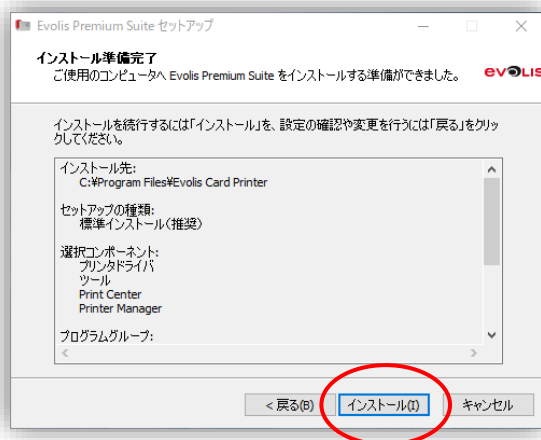 Evolis Premium Suite セットアップ
インストール準備完了
ご使用のコンピュータへ Evolis Premium Suite をインストールする準備ができました。
evolis
インストールを続行するには「インストール」を、設定の確認や変更を行うには「戻る」をクリッ
クしてください。
インストール先:
C:¥Program Files¥Evolis Card Printer
セットアップの種類:
標準インストール(推奨)
選択コンポーネント:
プリンタドライバ
ツール
Print Center
Printer Manager
プログラムグループ:
< 戻る(B)
インストール(I)
キャンセル